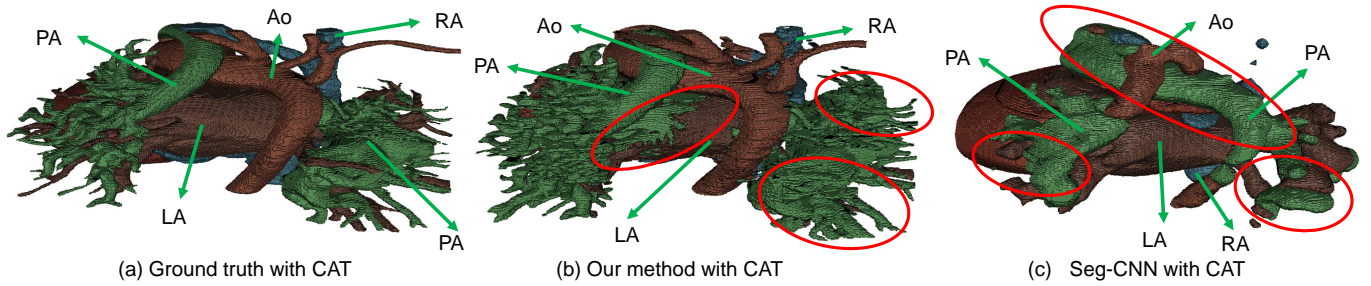 PA
Ao
RA
LA
PA
(a) Ground truth with CAT
Ao
RA
PA
LA
(b) Our method with CAT
Ao
PA
PA
LA
RA
(c) Seg-CNN with CAT